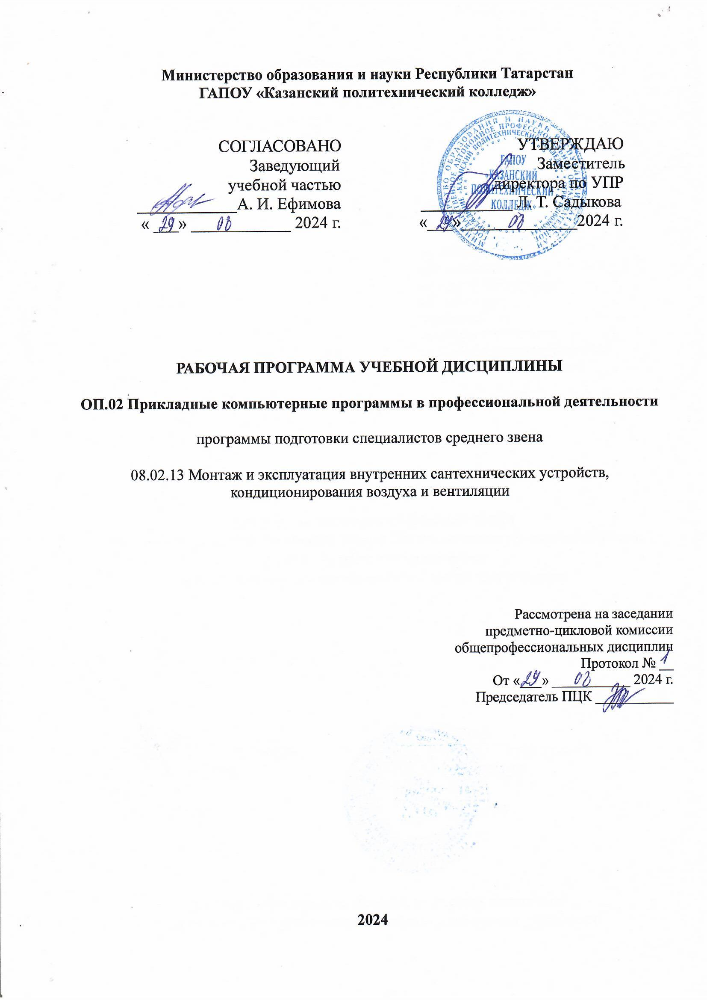 Министерство образования и науки Республики Татарстан
ГАПОУ «Казанский политехнический колледж»
СОГЛАСОВАНО
Заведующий
учебной частью
А. И. Ефимова
« 29 » 08 2024 г.
УТВЕРЖДАЮ
Заместитель
директора по УПР
Л. Т. Садыкова
« 29 » 08 2024 г.
ГАПОУ
«КАЗАНСКИЙ
ПОЛИТЕХНИЧЕСКИЙ
КОЛЛЕДЖ»
РАБОЧАЯ ПРОГРАММА УЧЕБНОЙ ДИСЦИПЛИНЫ
ОП.02 Прикладные компьютерные программы в профессиональной деятельности
программы подготовки специалистов среднего звена
08.02.13 Монтаж и эксплуатация внутренних сантехнических устройств,
кондиционирования воздуха и вентиляции
Рассмотрена на заседании
предметно-цикловой комиссии
общепрофессиональных дисциплин
Протокол № 1
От «29» 08 2024 г.
Председатель ПЦК
2024